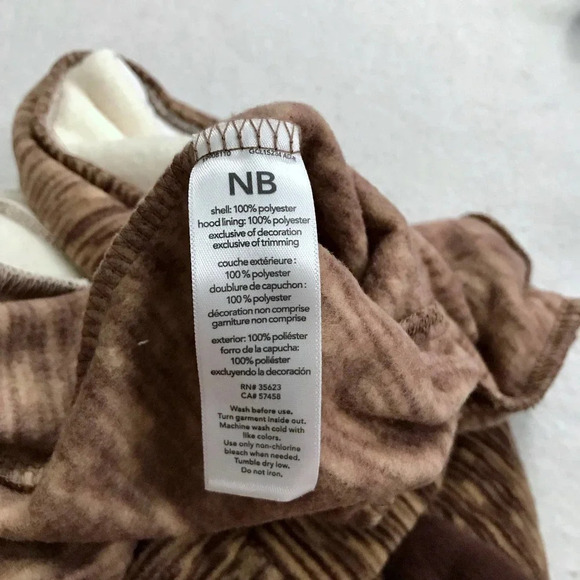 NB
shell: 100% polyester
hood lining: 100% polyester
exclusive of decoration
exclusive of trimming
couche extérieure :
100 % polyester
doublure de capuchon :
100 % polyester
décoration non comprise
garniture non comprise
exterior: 100% poliéster
forro de la capucha:
100% poliéster
excluyendo la decoración
RN# 35623
CA# 57458
Wash before use.
Turn garment inside out.
Machine wash cold with
like colors.
Use only non-chlorine
bleach when needed.
Tumble dry low.
Do not iron.